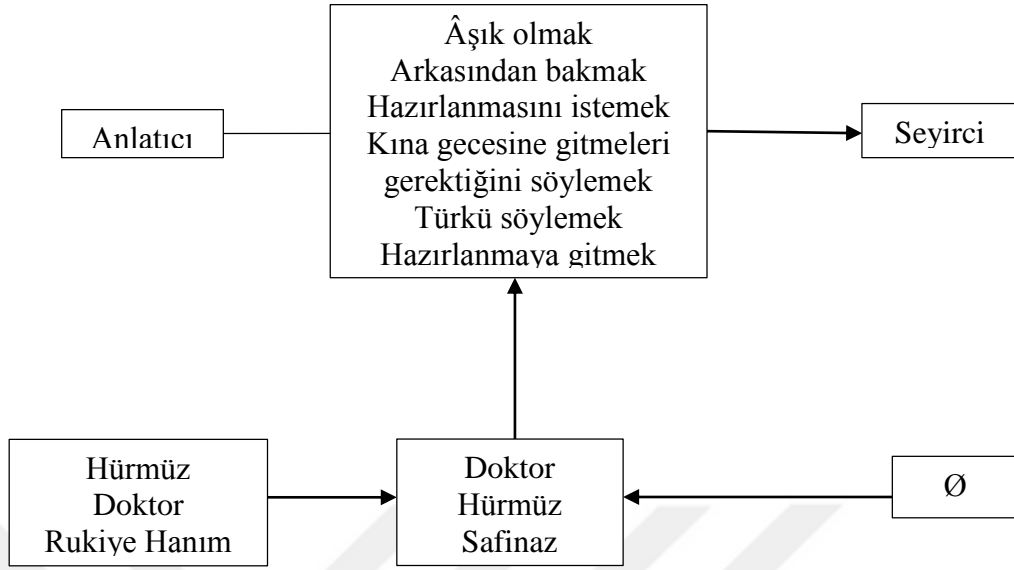 Âşık olmak
Arkasından bakmak
Hazırlanmasını istemek
Kına gecesine gitmeleri
gerektiğini söylemek
Türkü söylemek
Hazırlanmaya gitmek
Anlatıcı
Seyirci
Hürmüz
Doktor
Rukiye Hanım
Doktor
Hürmüz
Safinaz
Ø